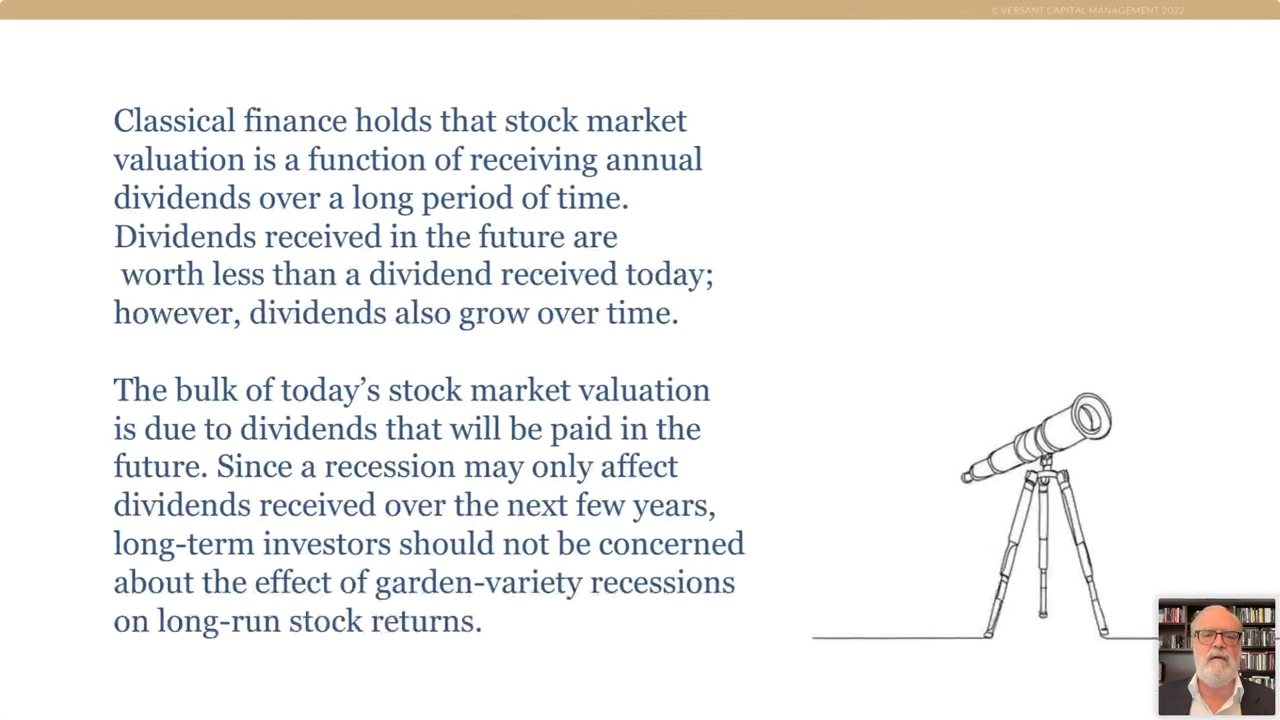 © VERSANT CAPITAL MANAGEMENT 2022
Classical finance holds that stock market
valuation is a function of receiving annual
dividends over a long period of time.
Dividends received in the future are
worth less than a dividend received today;
however, dividends also grow over time.
The bulk of today’s stock market valuation
is due to dividends that will be paid in the
future. Since a recession may only affect
dividends received over the next few years,
long-term investors should not be concerned
about the effect of garden-variety recessions
on long-run stock returns.